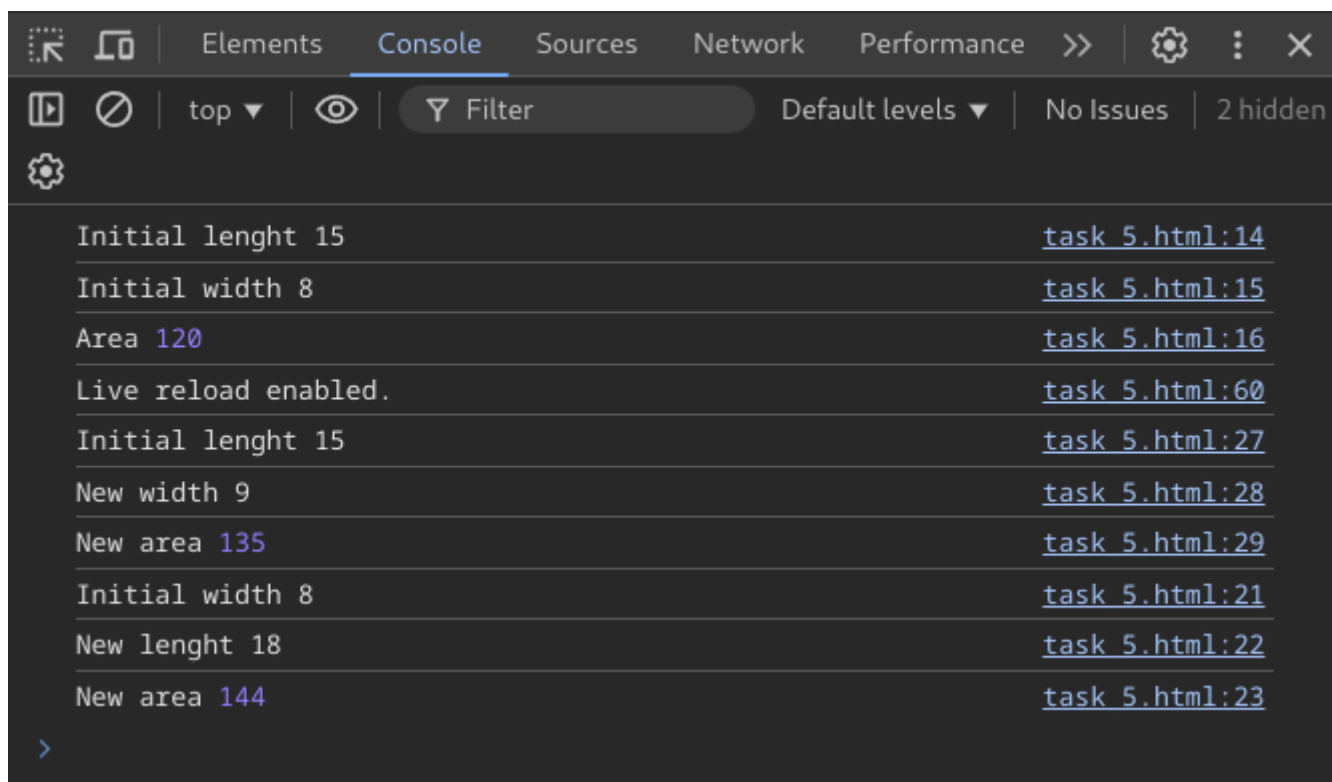 Elements Console Sources Network Performance
top Filter Default levels No Issues 2 hidden
Initial lenght 15 task 5.html:14
Initial width 8 task 5.html:15
Area 120 task 5.html:16
Live reload enabled. task 5.html:60
Initial lenght 15 task 5.html:27
New width 9 task 5.html:28
New area 135 task 5.html:29
Initial width 8 task 5.html:21
New lenght 18 task 5.html:22
New area 144 task 5.html:23